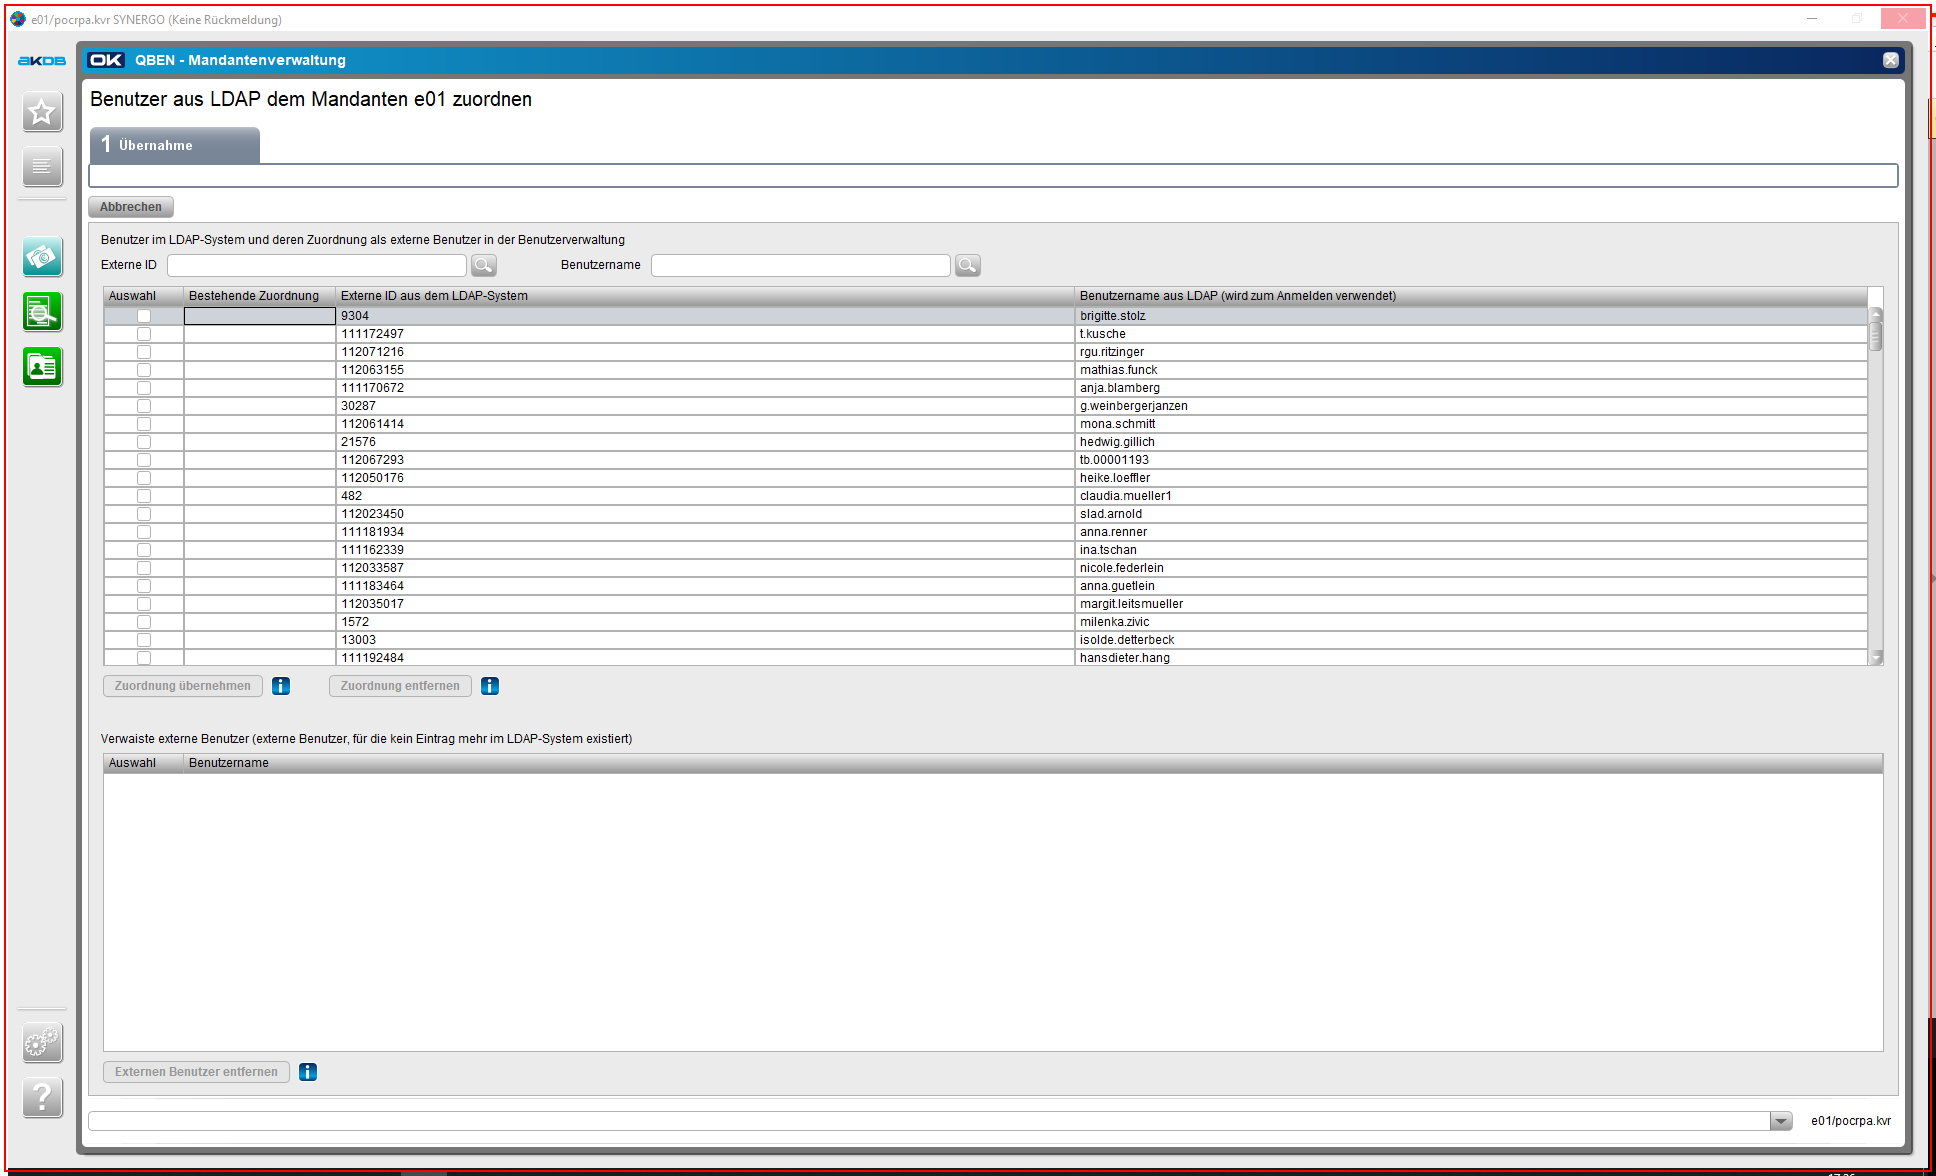 e01/pocrpa.kvr SYNERGO (Keine Rückmeldung)
AKDB
OK QBEN - Mandantenverwaltung
Benutzer aus LDAP dem Mandanten e01 zuordnen
1 Übernahme
Abbrechen
Benutzer im LDAP-System und deren Zuordnung als externe Benutzer in der Benutzerverwaltung
Externe ID Benutzername
Auswahl Bestehende Zuordnung Externe ID aus dem LDAP-System Benutzername aus LDAP (wird zum Anmelden verwendet)
9304 brigitte.stolz
111172497 t.kusche
112071216 rgu.ritzinger
112063155 mathias.funck
111170672 anja.blamberg
30287 g.weinbergerjanzen
112061414 mona.schmitt
21576 hedwig.gillich
112067293 tb.00001193
112050176 heike.loeffler
482 claudia.mueller1
112023450 slad.arnold
111181934 anna.renner
111162339 ina.tschan
112033587 nicole.federlein
111183464 anna.guetlein
112035017 margit.leitsmueller
1572 milenka.zivic
13003 isolde.detterbeck
111192484 hansdieter.hang
Zuordnung übernehmen i Zuordnung entfernen i
Verwaiste externe Benutzer (externe Benutzer, für die kein Eintrag mehr im LDAP-System existiert)
Auswahl Benutzername
Externen Benutzer entfernen i
?
e01/pocrpa.kvr